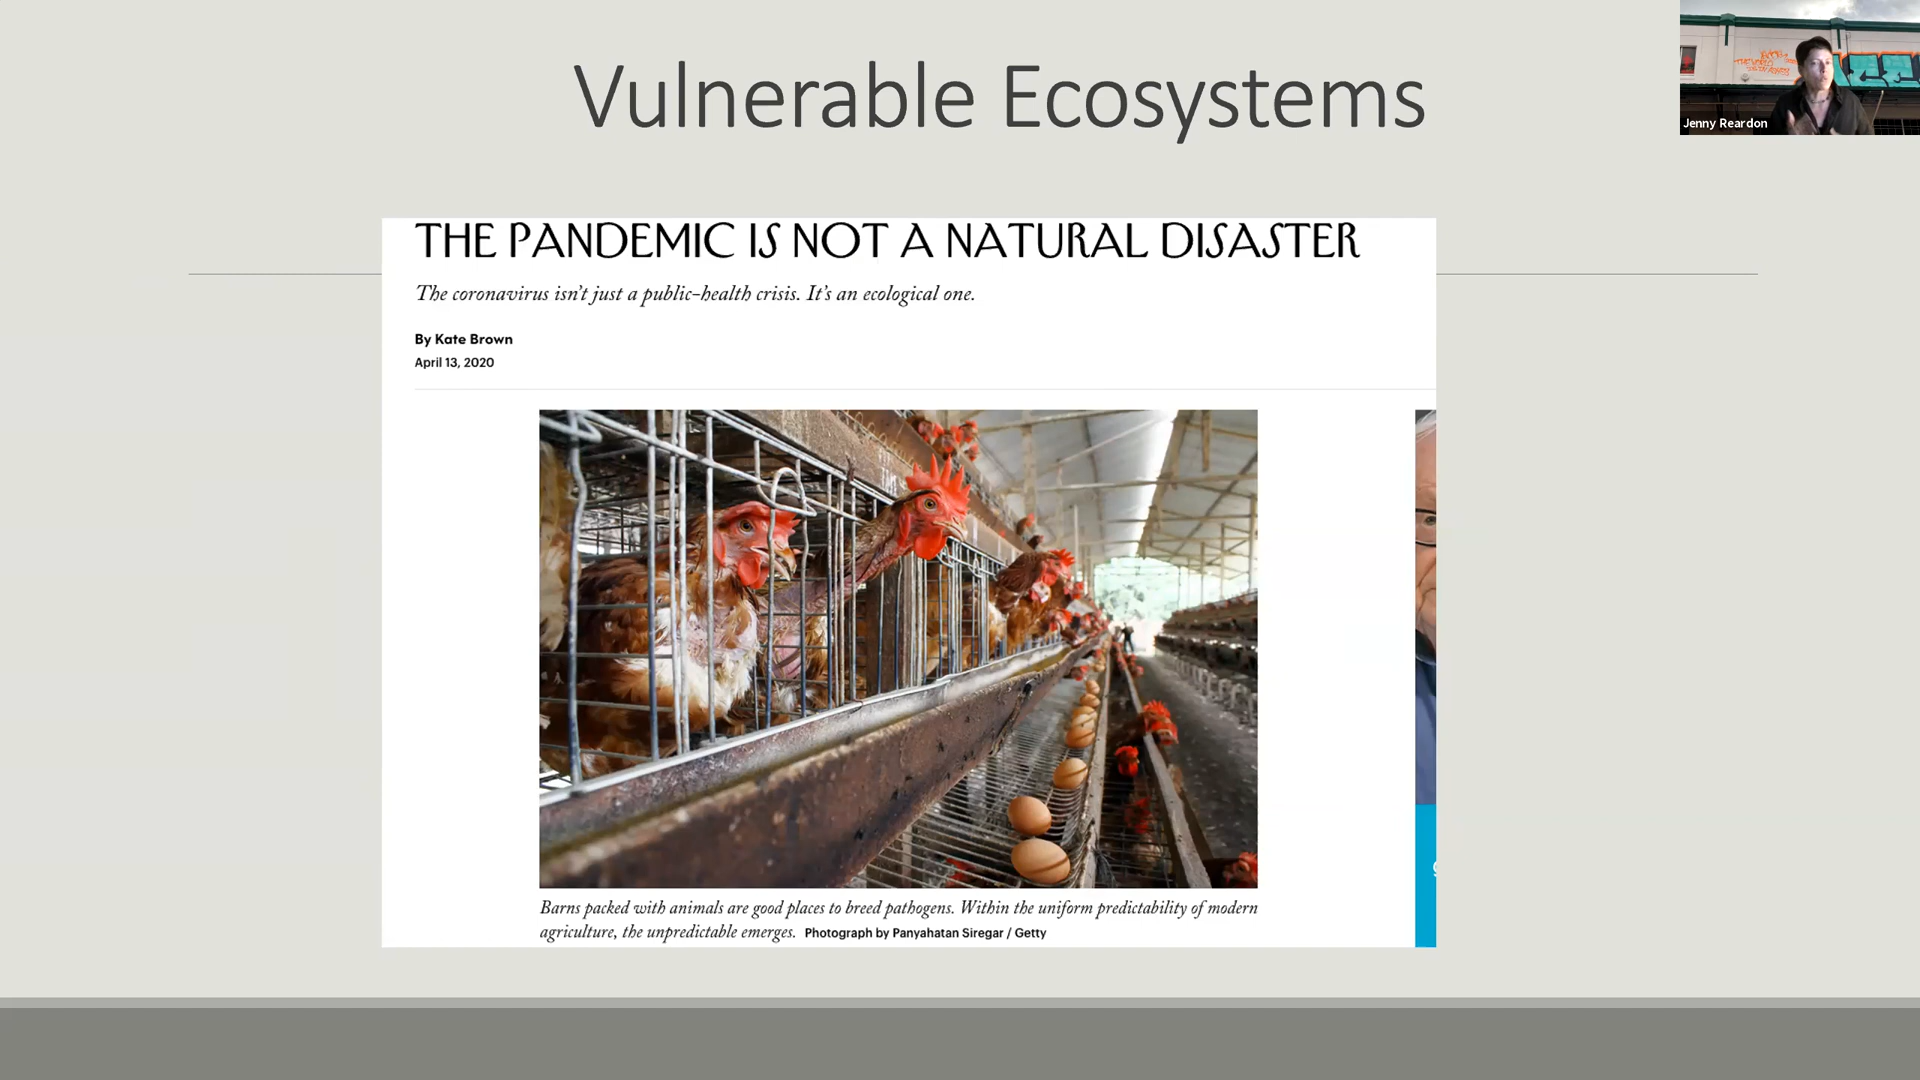 Vulnerable Ecosystems
Jenny Reardon
THE PANDEMIC IS NOT A NATURAL DISASTER
The coronavirus isn't just a public-health crisis. It's an ecological one.
By Kate Brown
April 13, 2020
Barns packed with animals are good places to breed pathogens. Within the uniform predictability of modern
agriculture, the unpredictable emerges. Photograph by Panyahatan Siregar / Getty